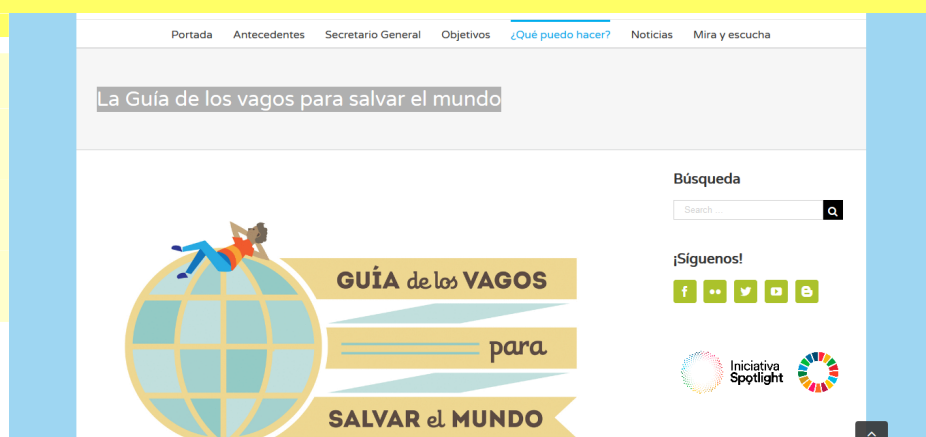 Portada Antecedentes Secretario General Objetivos ¿Qué puedo hacer? Noticias Mira y escucha
La Guía de los vagos para salvar el mundo
Búsqueda
Search ...
¡Síguenos!
GUÍA de los VAGOS
para
SALVAR el MUNDO
Iniciativa
Spotlight